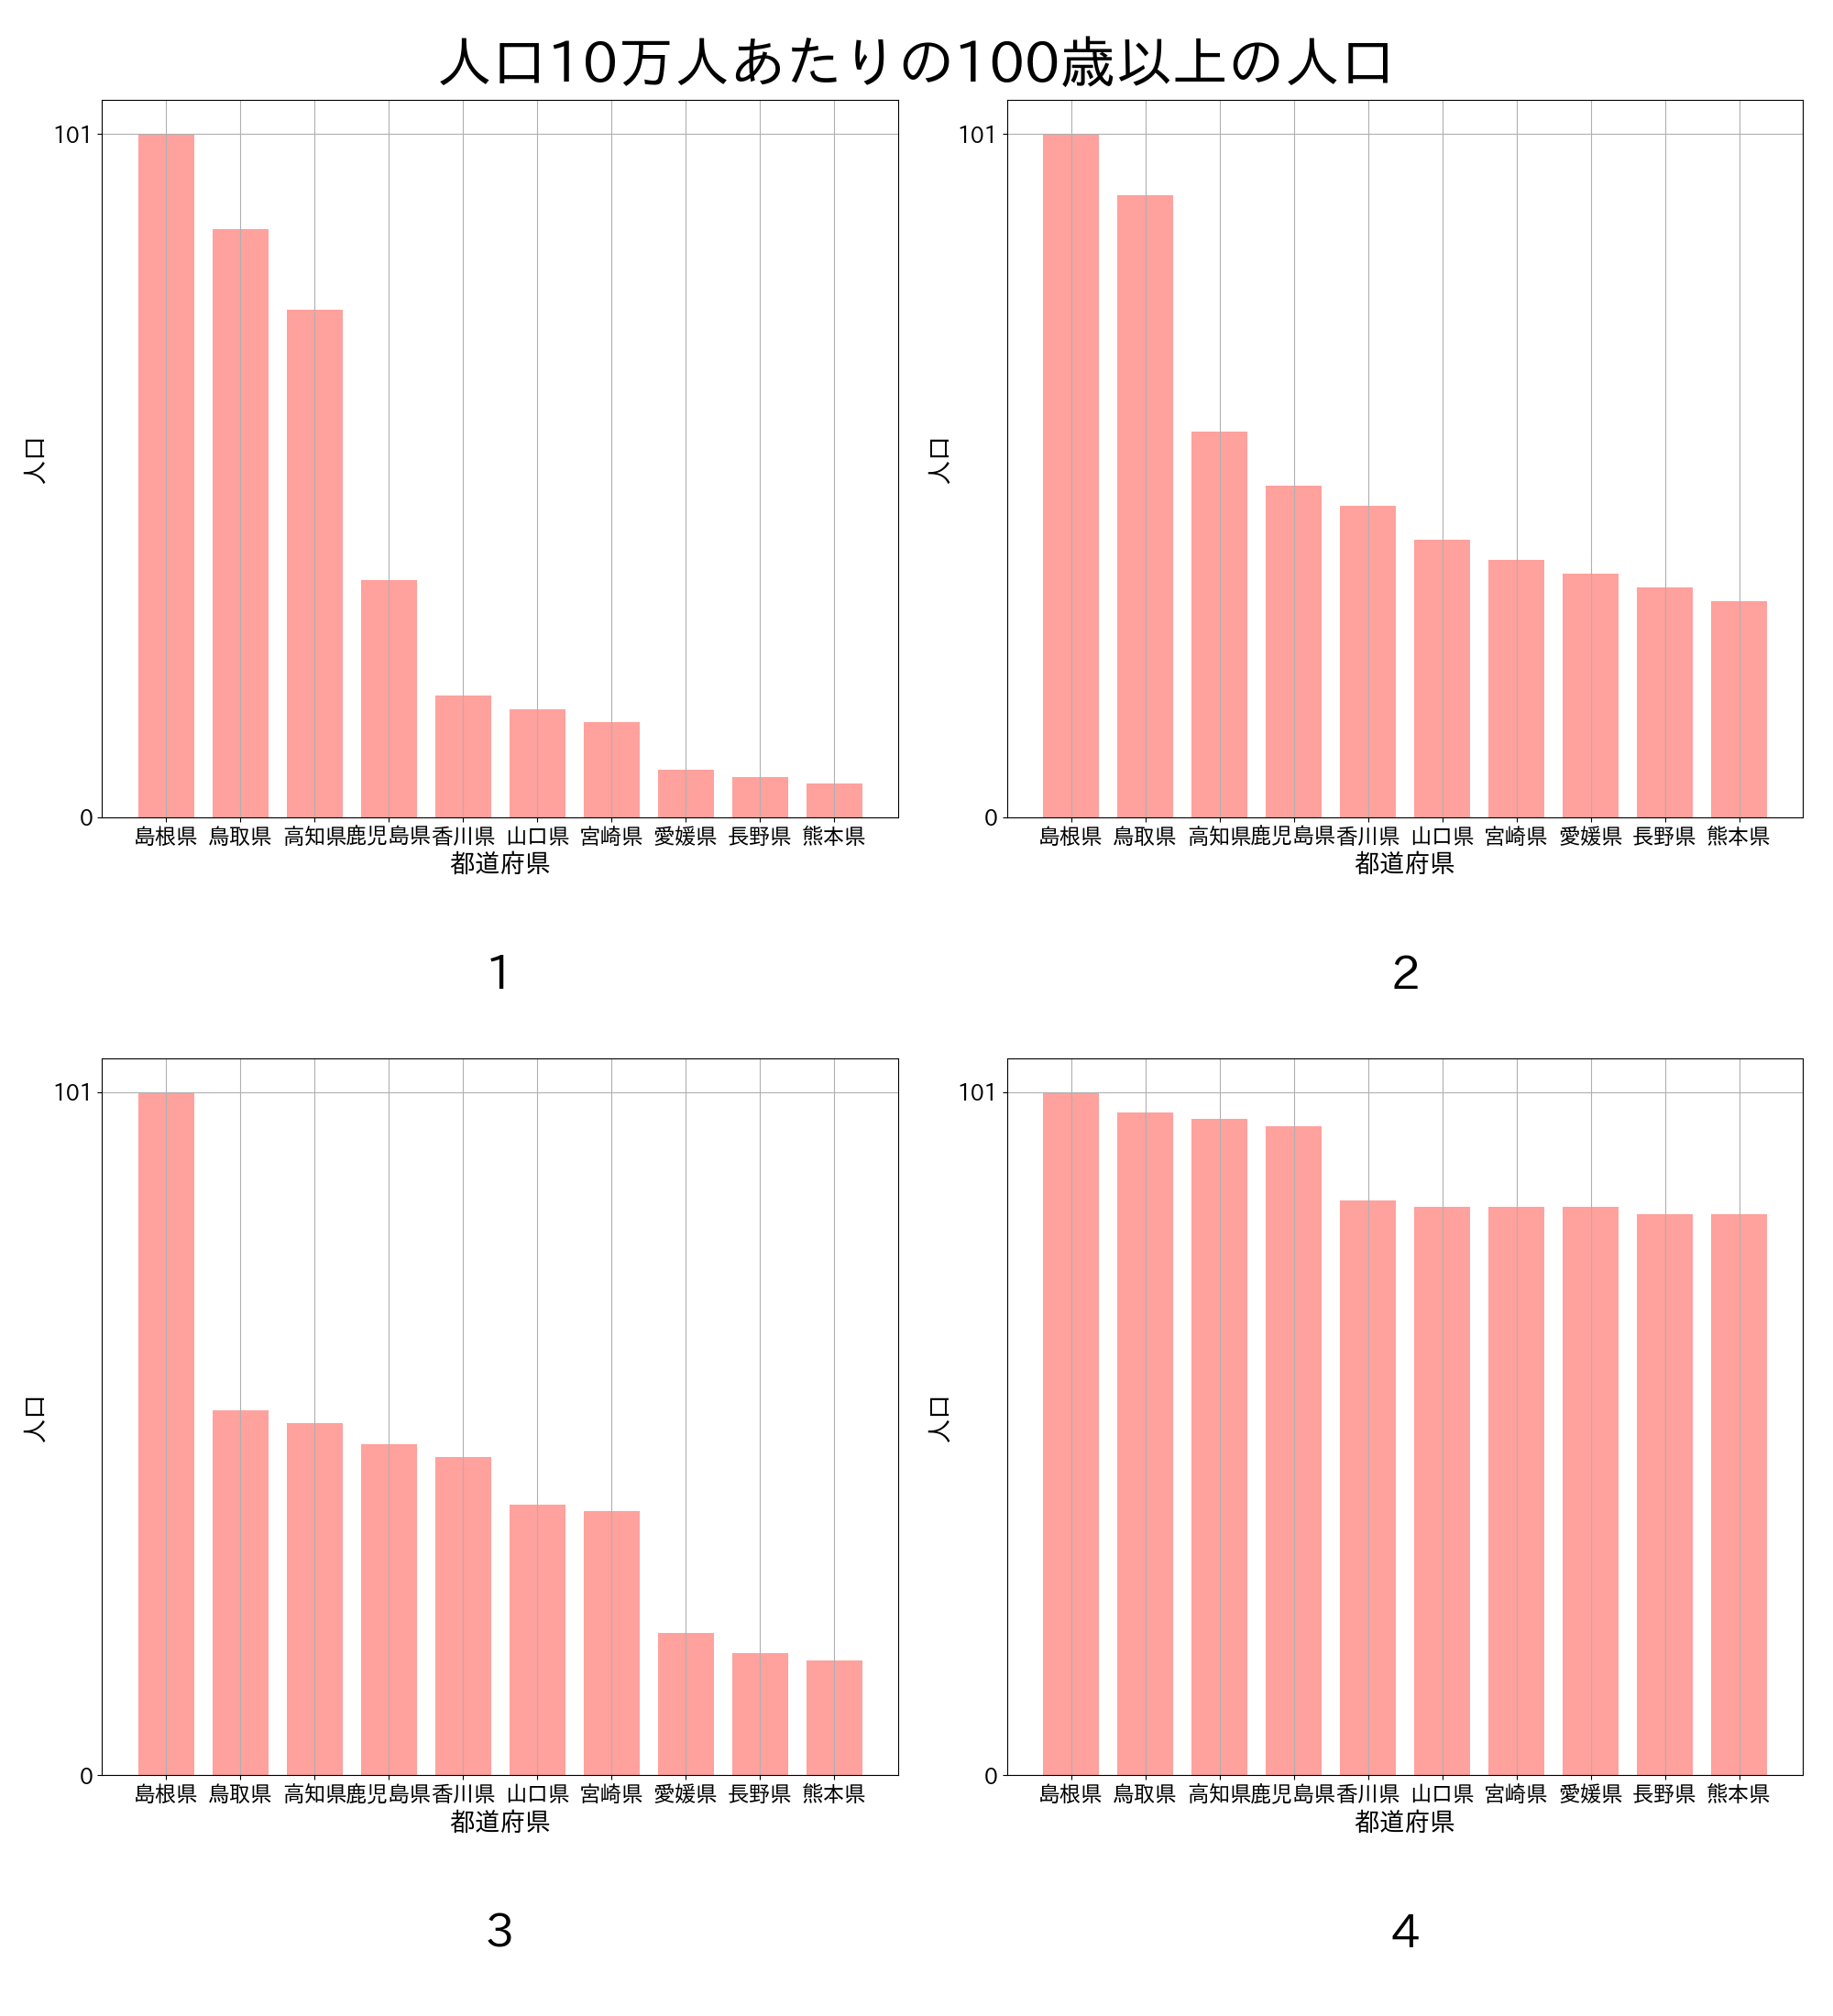 人口10万人あたりの100歳以上の人口
101
人口
0
島根県 鳥取県 高知県 鹿児島県 香川県 山口県 宮崎県 愛媛県 長野県 熊本県
都道府県
1
101
人口
0
島根県 鳥取県 高知県 鹿児島県 香川県 山口県 宮崎県 愛媛県 長野県 熊本県
都道府県
2
101
人口
0
島根県 鳥取県 高知県 鹿児島県 香川県 山口県 宮崎県 愛媛県 長野県 熊本県
都道府県
3
101
人口
0
島根県 鳥取県 高知県 鹿児島県 香川県 山口県 宮崎県 愛媛県 長野県 熊本県
都道府県
4